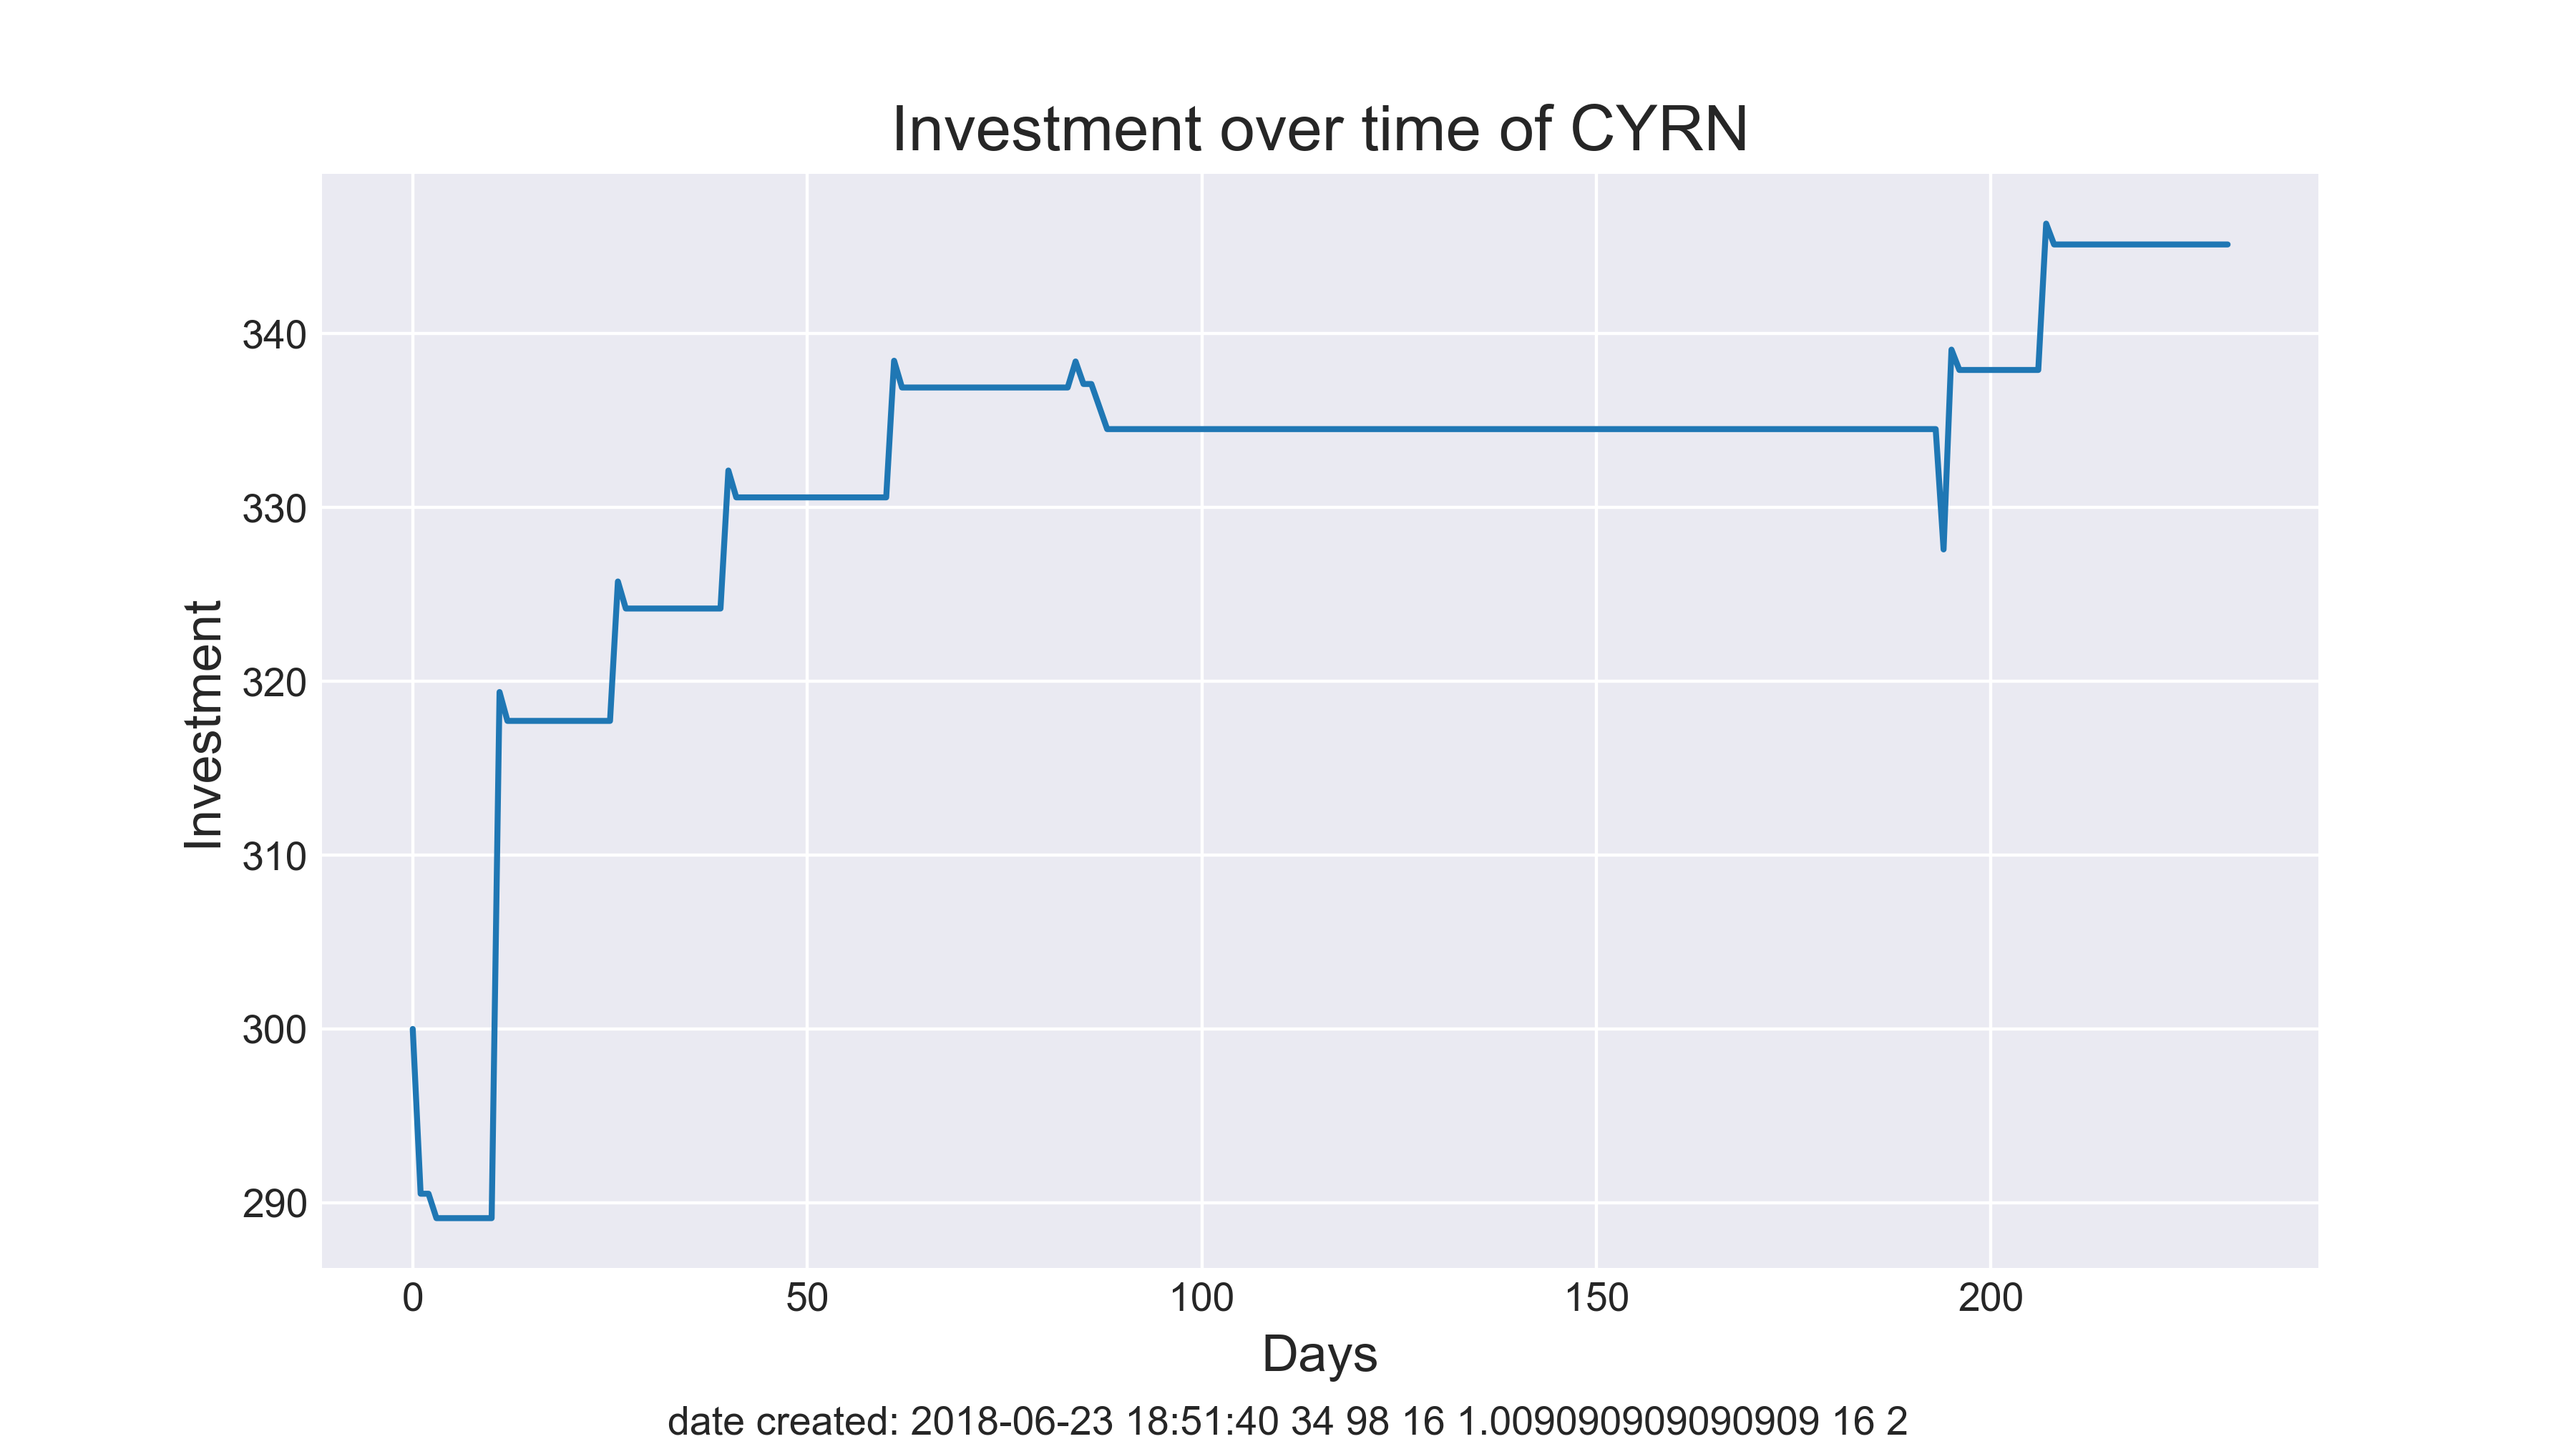 Investment over time of CYRN
Investment
340
330
320
310
300
290
0 50 100 150 200
Days
date created: 2018-06-23 18:51:40 34 98 16 1.009090909090909 16 2